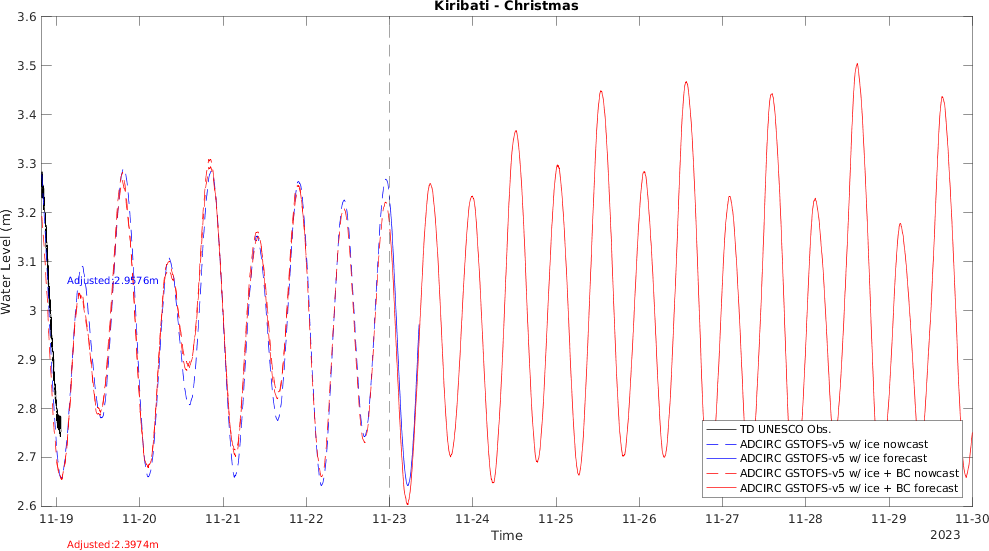 Kiribati - Christmas
3.6
3.5
3.4
3.3
3.2
3.1
3
2.9
2.8
2.7
2.6
Water Level (m)
Adjusted:2.9576m
TD UNESCO Obs.
ADCIRC GSTOFS-v5 w/ ice nowcast
ADCIRC GSTOFS-v5 w/ ice forecast
ADCIRC GSTOFS-v5 w/ ice + BC nowcast
ADCIRC GSTOFS-v5 w/ ice + BC forecast
11-19 11-20 11-21 11-22 11-23 11-24 11-25 11-26 11-27 11-28 11-29 11-30
Time
2023
Adjusted:2.3974m